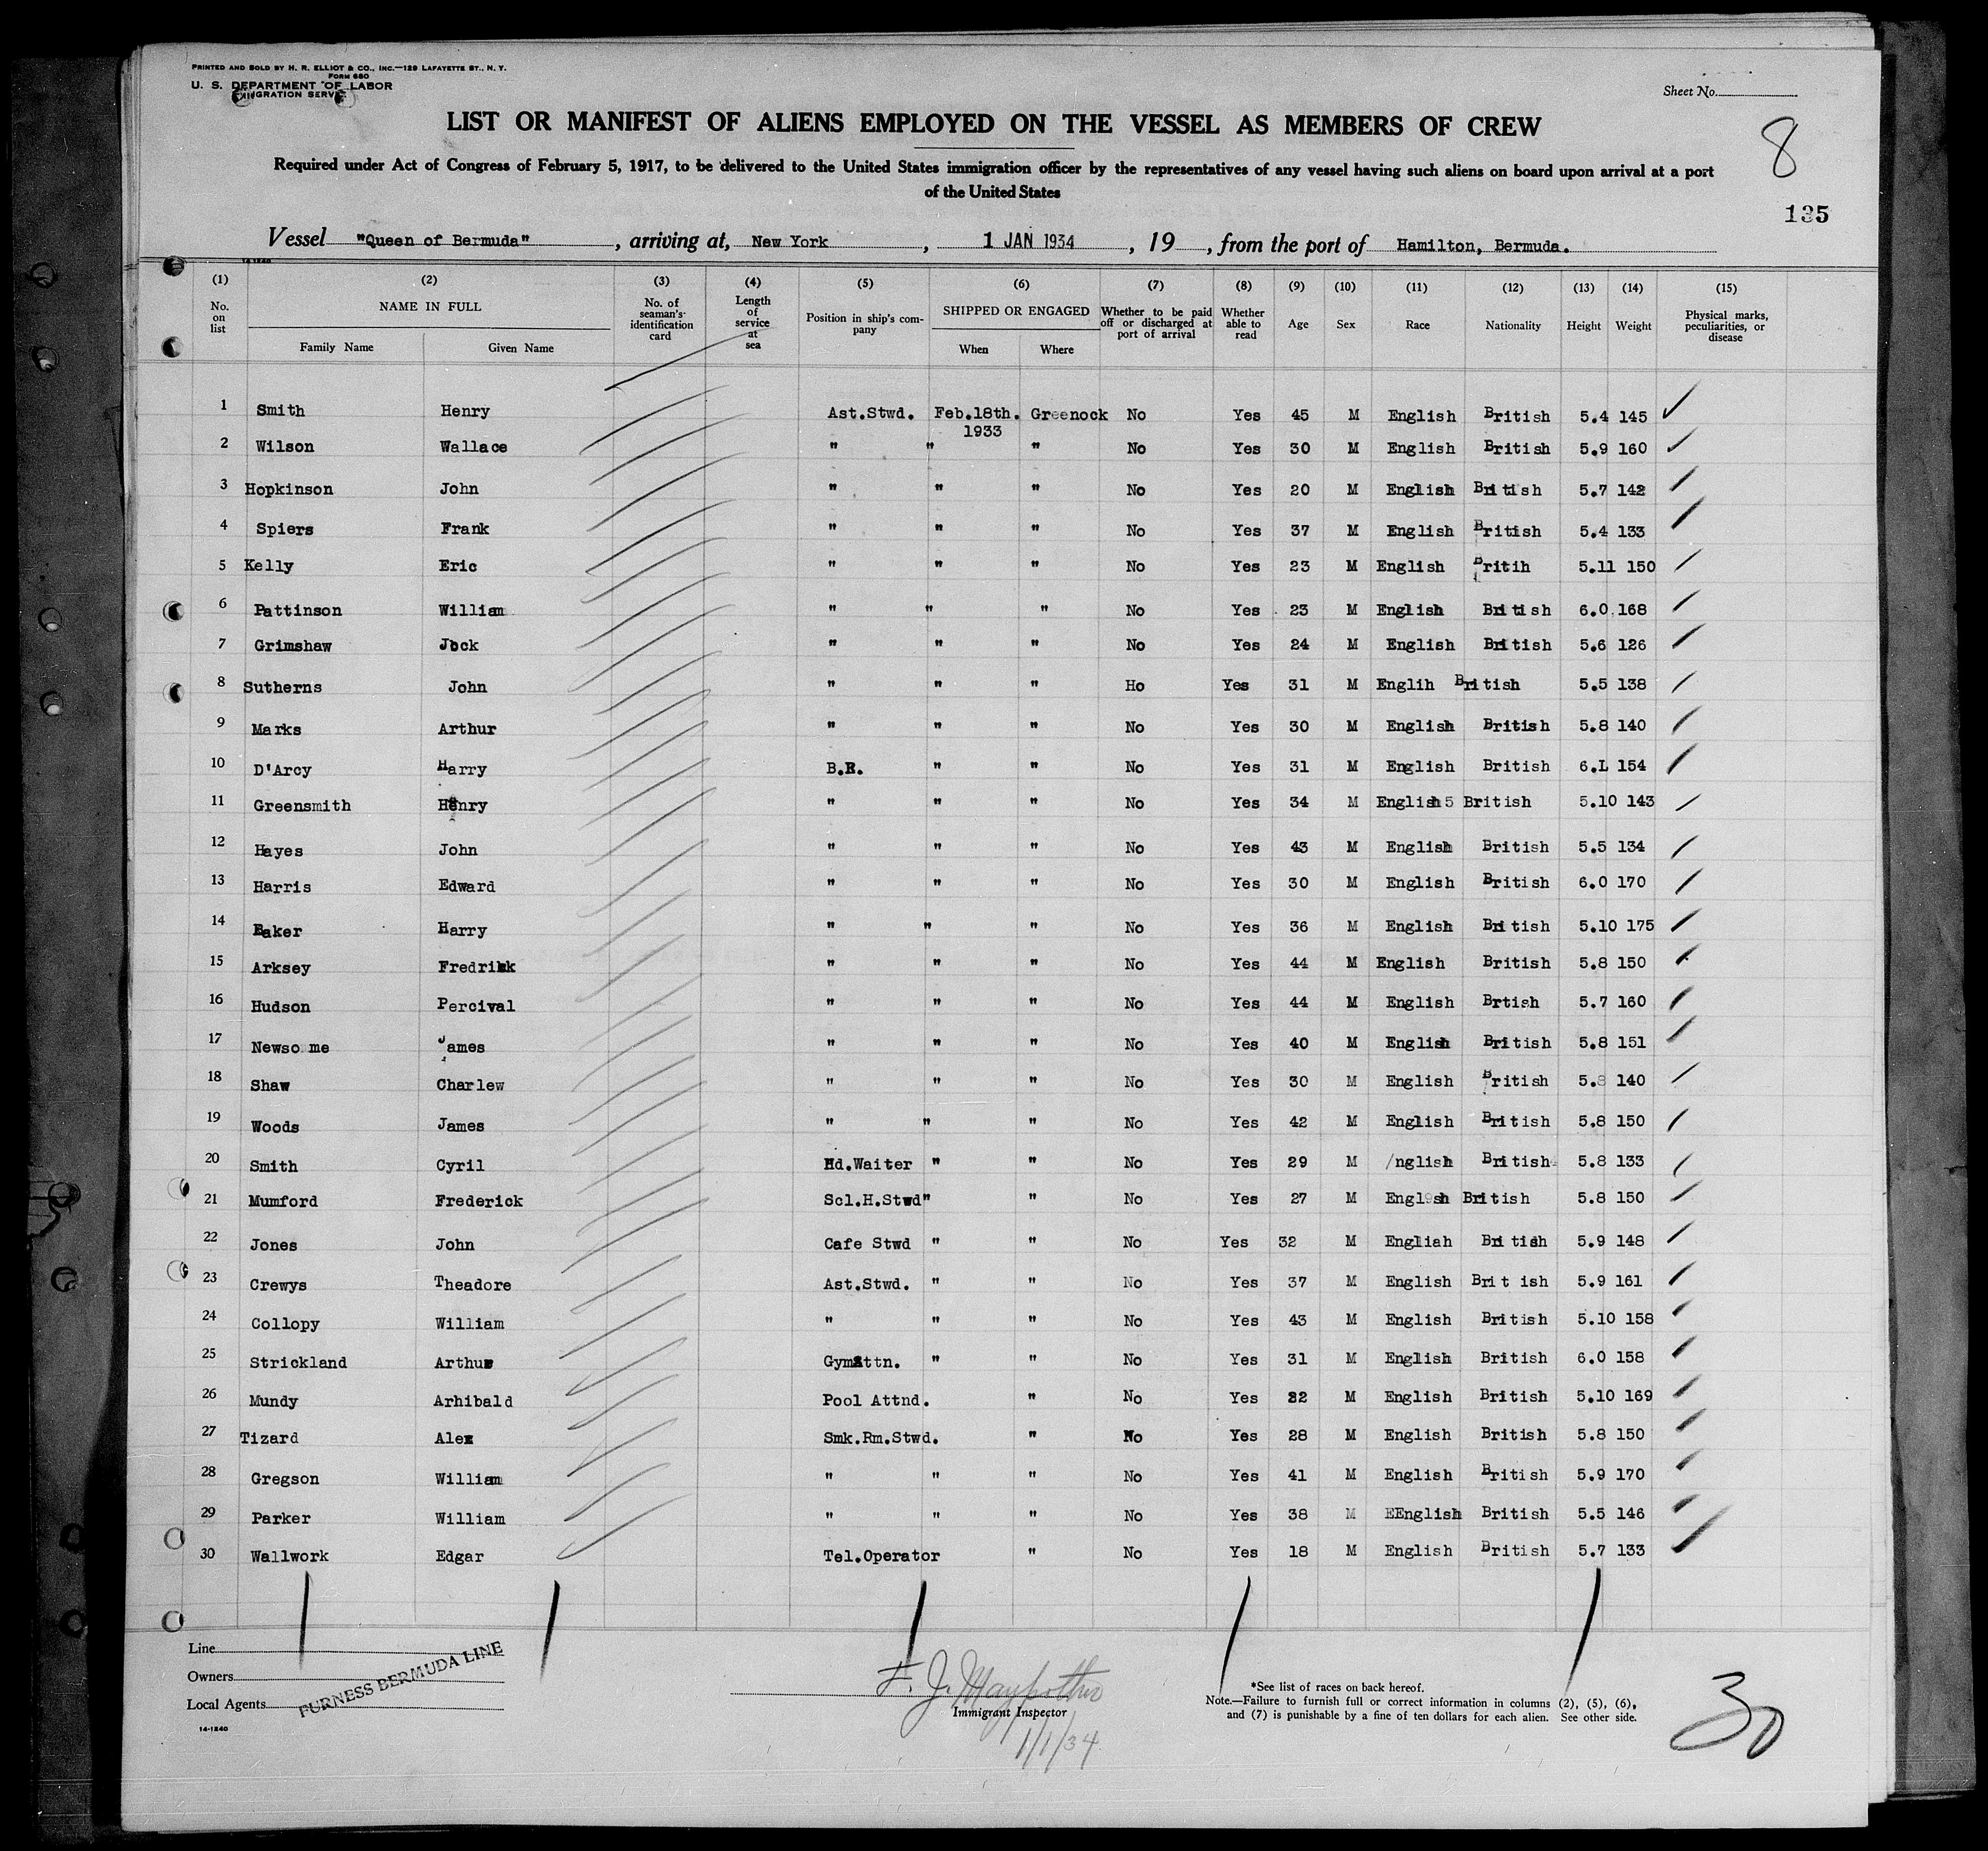 PRINTED AND SOLD BY H. R. ELLIOT & CO., INC.—129 LAFAYETTE ST., N. Y.
FORM 680
U. S. DEPARTMENT OF LABOR
Sheet No.
LIST OR MANIFEST OF ALIENS EMPLOYED ON THE VESSEL AS MEMBERS OF CREW
8
Required under Act of Congress of February 5, 1917, to be delivered to the United States immigration officer by the representatives of any vessel having such aliens on board upon arrival at a port
of the United States
135
Vessel "Queen of Bermuda", arriving at, New York, 1 JAN 1934, 19, from the port of Hamilton, Bermuda.
14-1240
(1) (2) (3) (4) (5) (6) (7) (8) (9) (10) (11) (12) (13) (14) (15)
No. on list NAME IN FULL No. of seaman's identification card Length of service at sea Position in ship's company SHIPPED OR ENGAGED Whether to be paid off or discharged at port of arrival Whether able to read Age Sex Race Nationality Height Weight Physical marks, peculiarities, or disease
Family Name Given Name When Where
1 Smith Henry Ast.Stwd. Feb.18th. Greenock No Yes 45 M English British 5.4 145
1933
2 Wilson Wallace " " " No Yes 30 M English British 5.9 160
3 Hopkinson John " " " No Yes 20 M English British 5.7 142
4 Spiers Frank " " " No Yes 37 M English British 5.4 133
5 Kelly Eric " " " No Yes 23 M English Britih 5.11 150
6 Pattinson William " " " No Yes 23 M English British 6.0 168
7 Grimshaw Jock " " " No Yes 24 M English British 5.6 126
8 Sutherns John " " " Ho Yes 31 M Englih British 5.5 138
9 Marks Arthur " " " No Yes 30 M English British 5.8 140
10 D'Arcy Harry B.R. " " No Yes 31 M English British 6.L 154
11 Greensmith Henry " " " No Yes 34 M English5 British 5.10 143
12 Hayes John " " " No Yes 43 M English British 5.5 134
13 Harris Edward " " " No Yes 30 M English British 6.0 170
14 Baker Harry " " " No Yes 36 M English British 5.10 175
15 Arksey Fredrik " " " No Yes 44 M English British 5.8 150
16 Hudson Percival " " " No Yes 44 M English Brtish 5.7 160
17 Newso me James " " " No Yes 40 M English British 5.8 151
18 Shaw Charlew " " " No Yes 30 M English British 5.8 140
19 Woods James " " " No Yes 42 M English British 5.8 150
20 Smith Cyril Hd.Waiter " " No Yes 29 M /nglish British 5.8 133
21 Mumford Frederick Scl.H.Stwd" " No Yes 27 M English British 5.8 150
22 Jones John Cafe Stwd " " No Yes 32 M Engliah British 5.9 148
23 Crewys Theadore Ast.Stwd. " " No Yes 37 M English Brit ish 5.9 161
24 Collopy William " " " No Yes 43 M English British 5.10 158
25 Strickland Arthur GymAttn. " " No Yes 31 M English British 6.0 158
26 Mundy Arhibald Pool Attnd. " No Yes 22 M English British 5.10 169
27 Tizard Alex Smk.Rm.Stwd. " No Yes 28 M English British 5.8 150
28 Gregson William " " " No Yes 41 M English British 5.9 170
29 Parker William " " " No Yes 38 M EEnglish British 5.5 146
30 Wallwork Edgar Tel.Operator " No Yes 18 M English British 5.7 133
Line
Owners
Local Agents
FURNESS BERMUDA LINE
14-1240
F. J.
Immigrant Inspector
1/1/34
*See list of races on back hereof.
Note.—Failure to furnish full or correct information in columns (2), (5), (6),
and (7) is punishable by a fine of ten dollars for each alien. See other side.
30